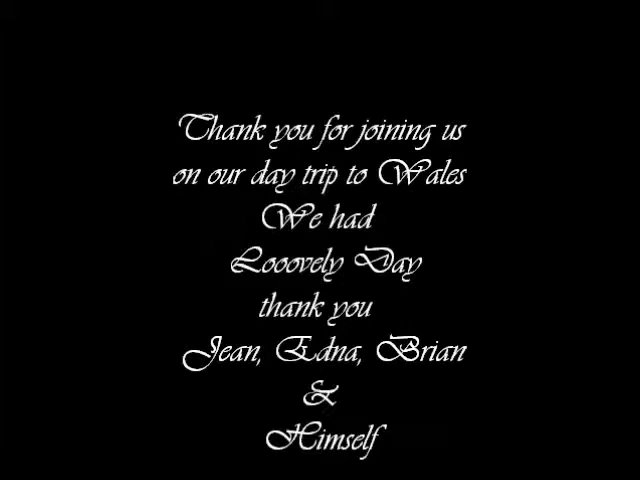 Thank you for joining us
on our day trip to Wales
We had
Looovely Day
thank you
Jean, Edna, Brian
&
Himself